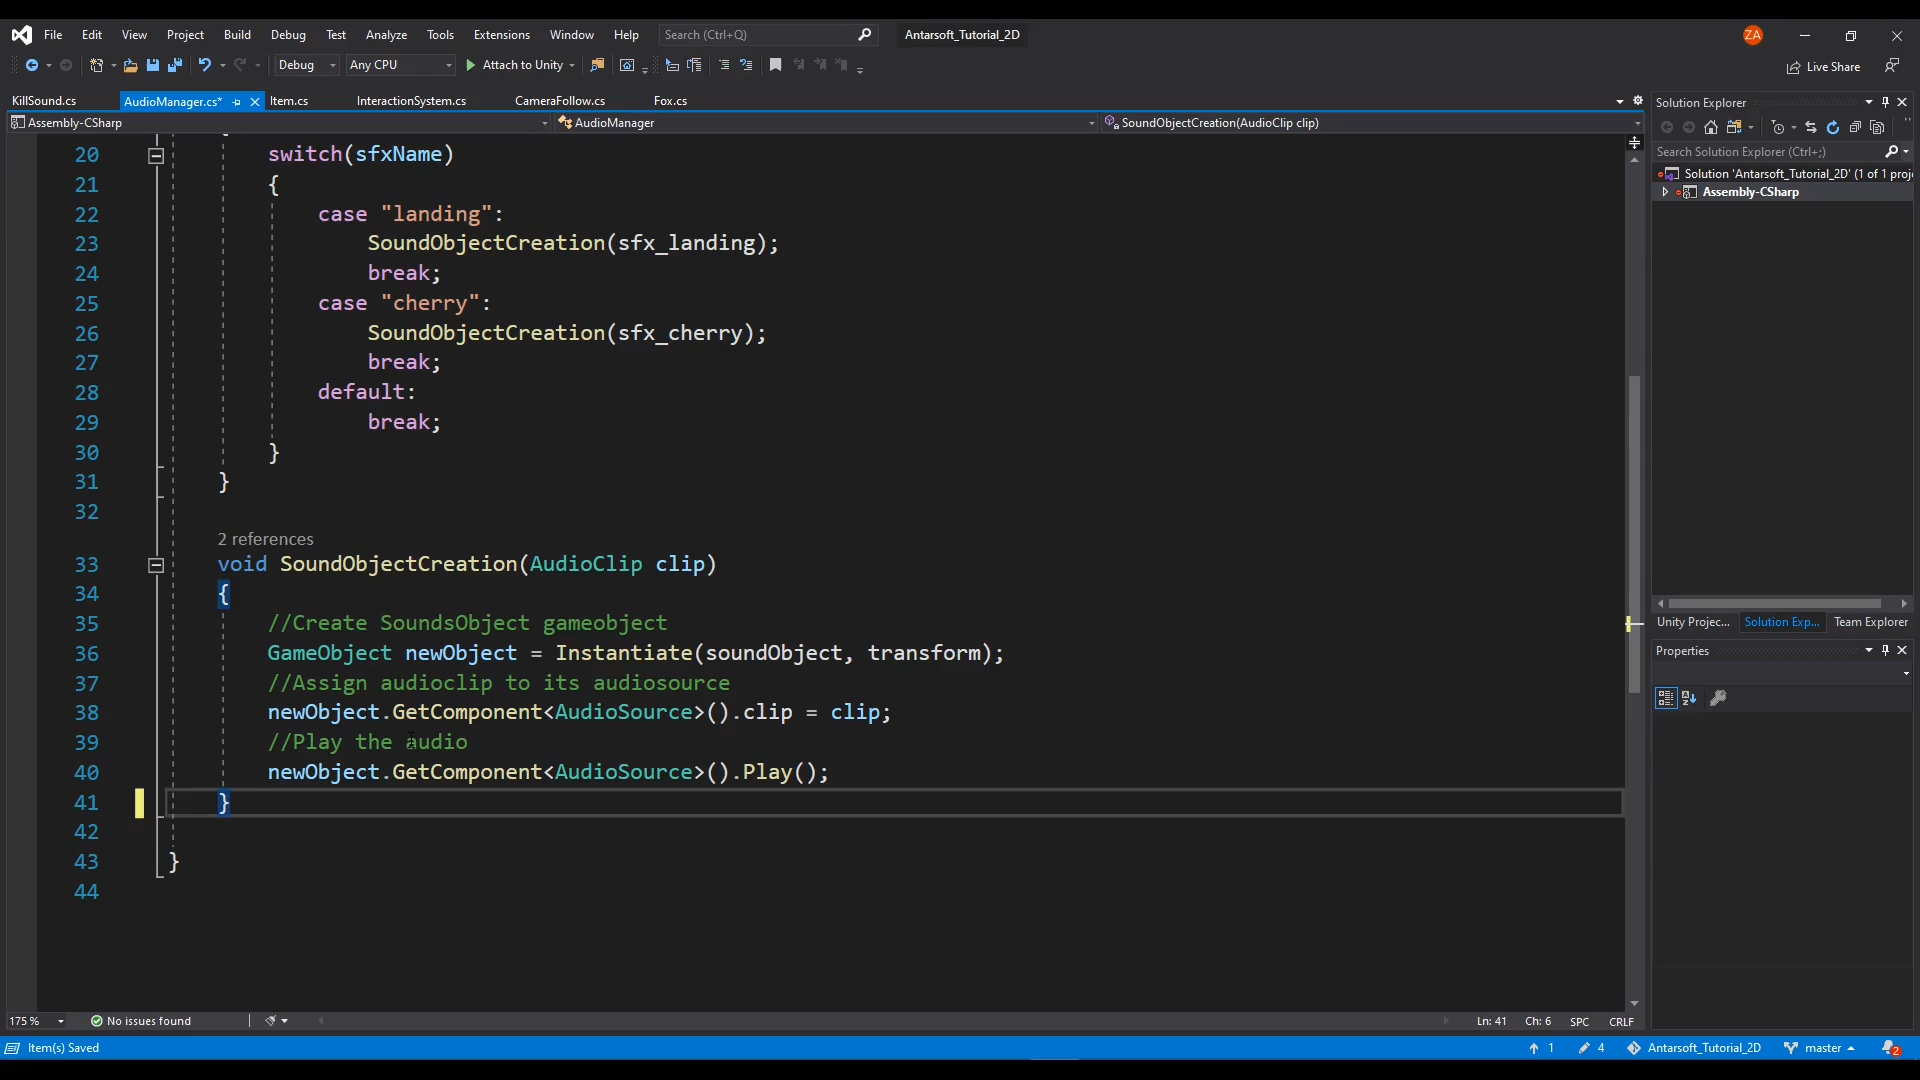 File Edit View Project Build Debug Test Analyze Tools Extensions Window Help Search (Ctrl+Q) Antarsoft_Tutorial_2D ZA
Debug Any CPU Attach to Unity Live Share
KillSound.cs AudioManager.cs* Item.cs InteractionSystem.cs CameraFollow.cs Fox.cs
Assembly-CSharp AudioManager SoundObjectCreation(AudioClip clip)
20 switch(sfxName)
21 {
22 case "landing":
23 SoundObjectCreation(sfx_landing);
24 break;
25 case "cherry":
26 SoundObjectCreation(sfx_cherry);
27 break;
28 default:
29 break;
30 }
31 }
32
2 references
33 void SoundObjectCreation(AudioClip clip)
34 {
35 //Create SoundsObject gameobject
36 GameObject newObject = Instantiate(soundObject, transform);
37 //Assign audioclip to its audiosource
38 newObject.GetComponent<AudioSource>().clip = clip;
39 //Play the audio
40 newObject.GetComponent<AudioSource>().Play();
41 }
42
43 }
44
175 % No issues found Ln: 41 Ch: 6 SPC CRLF
Solution Explorer
Search Solution Explorer (Ctrl+;)
Solution 'Antarsoft_Tutorial_2D' (1 of 1 proj
Assembly-CSharp
Unity Projec... Solution Exp... Team Explorer
Properties
Item(s) Saved 1 4 Antarsoft_Tutorial_2D master 2